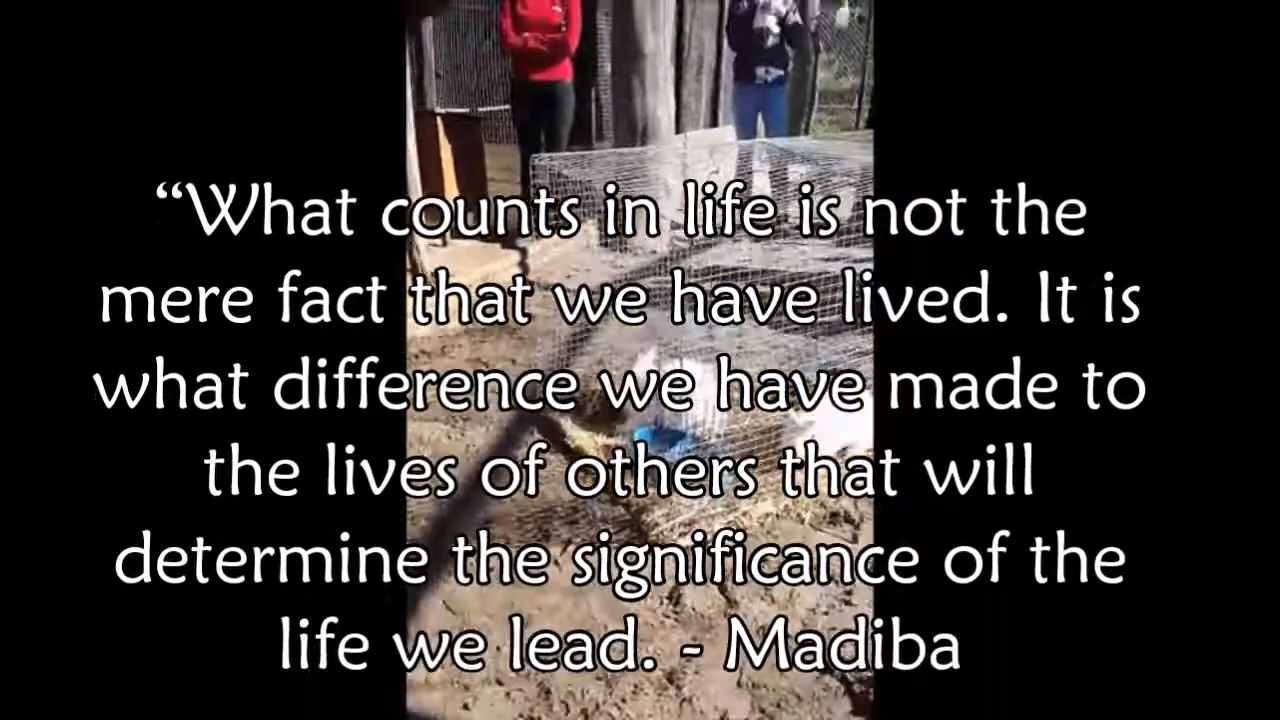 “What counts in life is not the
mere fact that we have lived. It is
what difference we have made to
the lives of others that will
determine the significance of the
life we lead. - Madiba